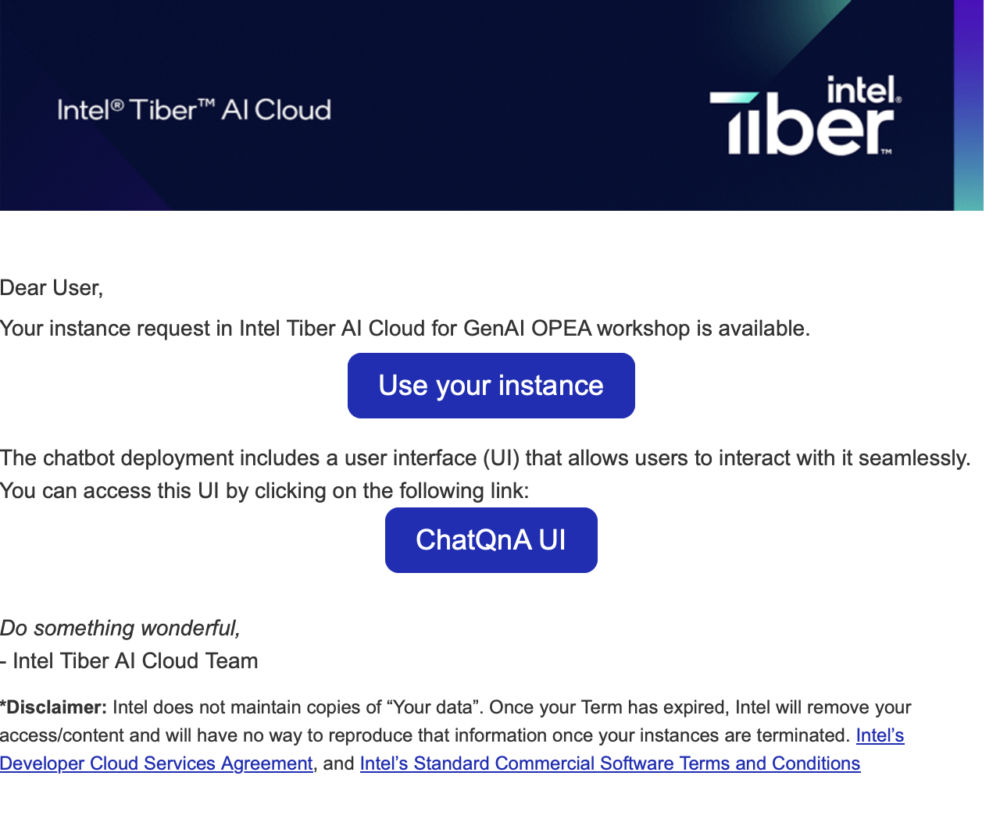 Intel® Tiber™ AI Cloud
intel®
Tiber™
Dear User,
Your instance request in Intel Tiber AI Cloud for GenAI OPEA workshop is available.
Use your instance
The chatbot deployment includes a user interface (UI) that allows users to interact with it seamlessly.
You can access this UI by clicking on the following link:
ChatQnA UI
Do something wonderful,
- Intel Tiber AI Cloud Team
*Disclaimer: Intel does not maintain copies of “Your data”. Once your Term has expired, Intel will remove your
access/content and will have no way to reproduce that information once your instances are terminated. Intel’s
Developer Cloud Services Agreement, and Intel’s Standard Commercial Software Terms and Conditions